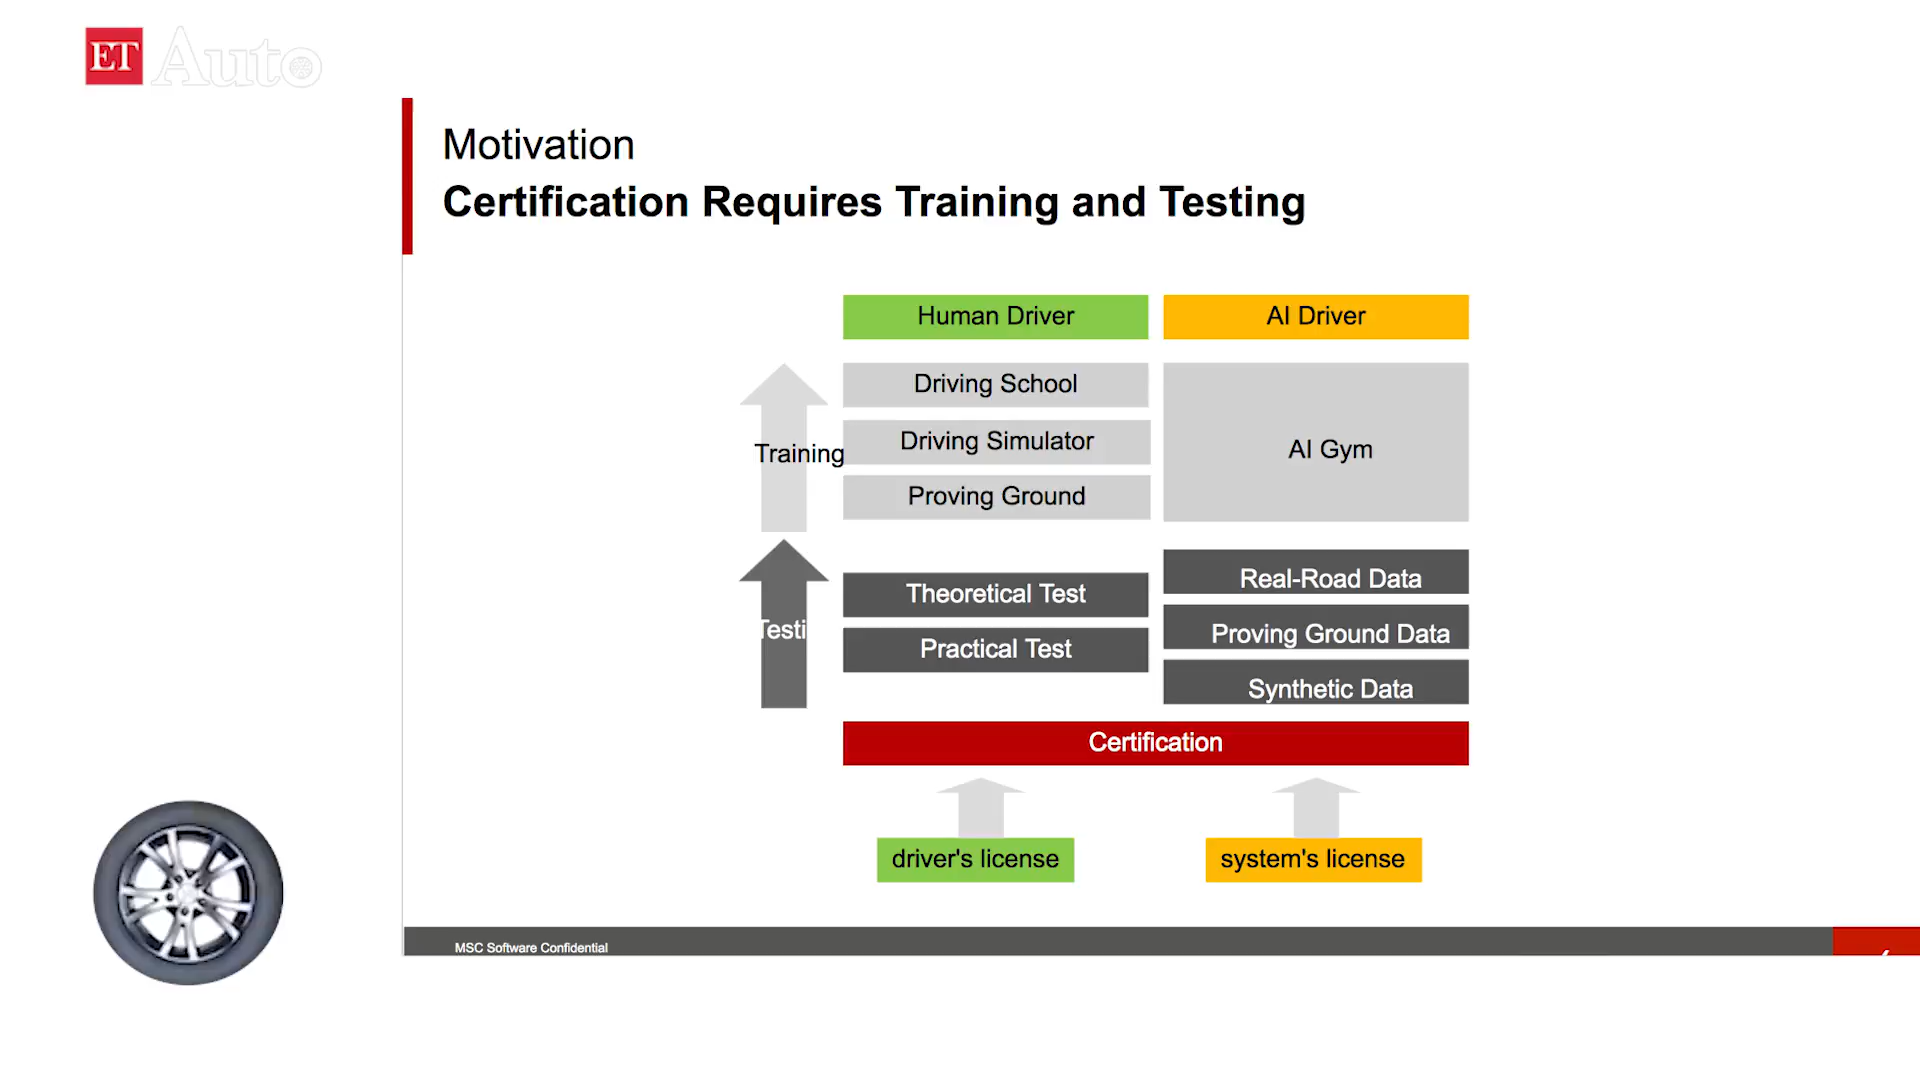 ET Auto
Motivation
Certification Requires Training and Testing
Human Driver
AI Driver
Training
Driving School
Driving Simulator
Proving Ground
AI Gym
Testi
Theoretical Test
Practical Test
Real-Road Data
Proving Ground Data
Synthetic Data
Certification
driver's license
system's license
MSC Software Confidential